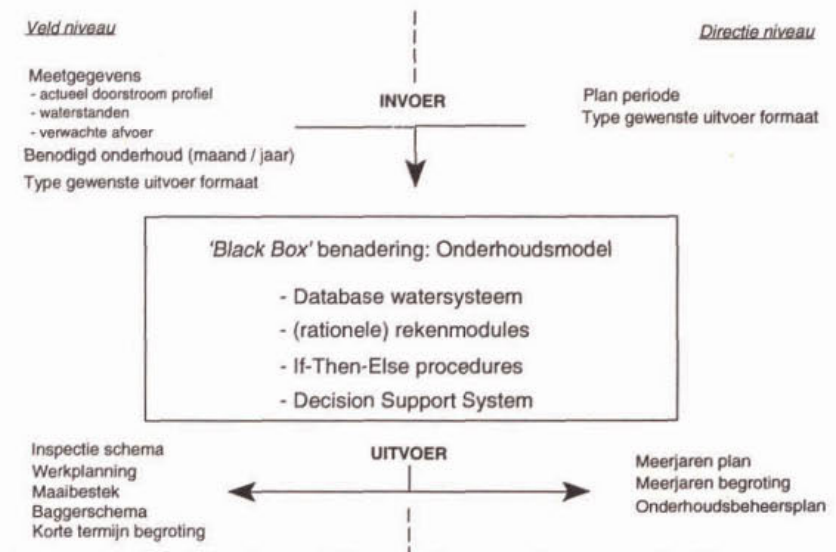 Veld niveau
Directie niveau
Meetgegevens
- actueel doorstroom profiel
- waterstanden
- verwachte afvoer
Benodigd onderhoud (maand / jaar)
Type gewenste uitvoer formaat
INVOER
Plan periode
Type gewenste uitvoer formaat
'Black Box' benadering: Onderhoudsmodel
- Database watersysteem
- (rationele) rekenmodules
- If-Then-Else procedures
- Decision Support System
UITVOER
Inspectie schema
Werkplanning
Maaibestek
Baggerschema
Korte termijn begroting
Meerjaren plan
Meerjaren begroting
Onderhoudsbeheersplan